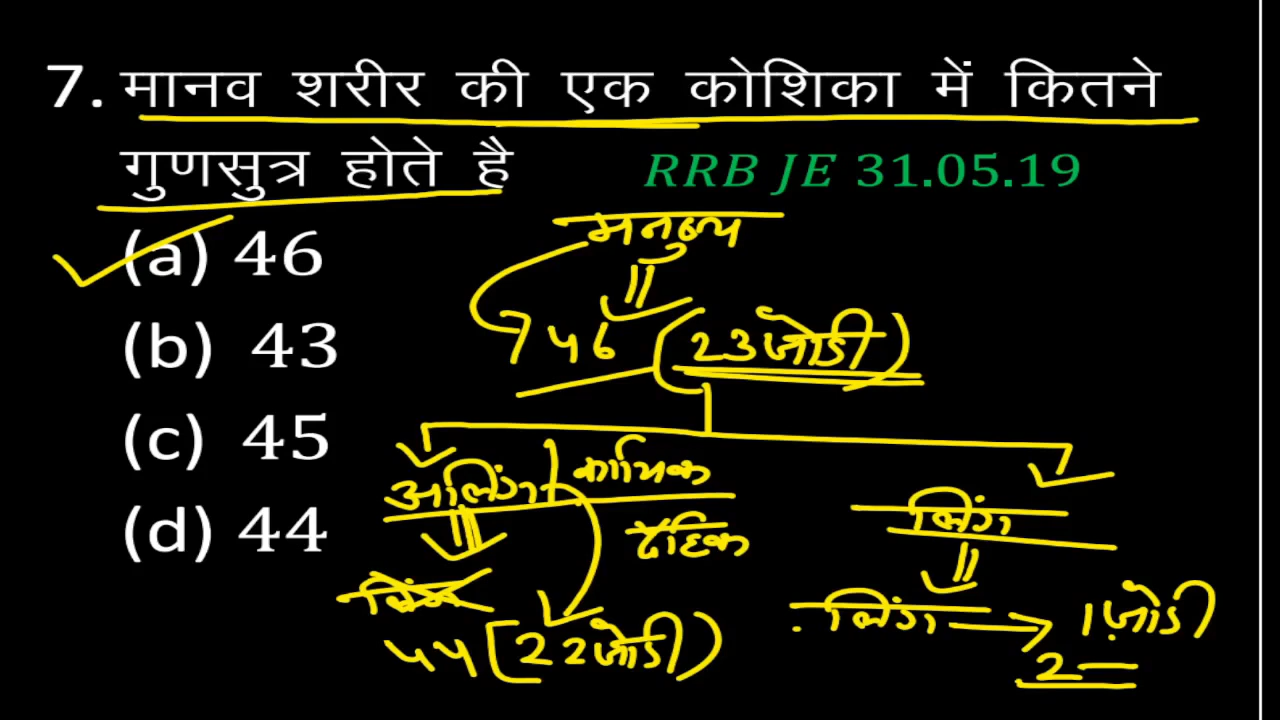 7. मानव शरीर की एक कोशिका में कितने
गुणसुत्र होते है RRB JE 31.05.19
(a) 46
(b) 43
(c) 45
(d) 44
मनुष्य
46 (23 जोडी)
अलिंग / कायिक
दैहिक
लिंग
44 (22 जोडी)
लिंग → 1 जोडी
2